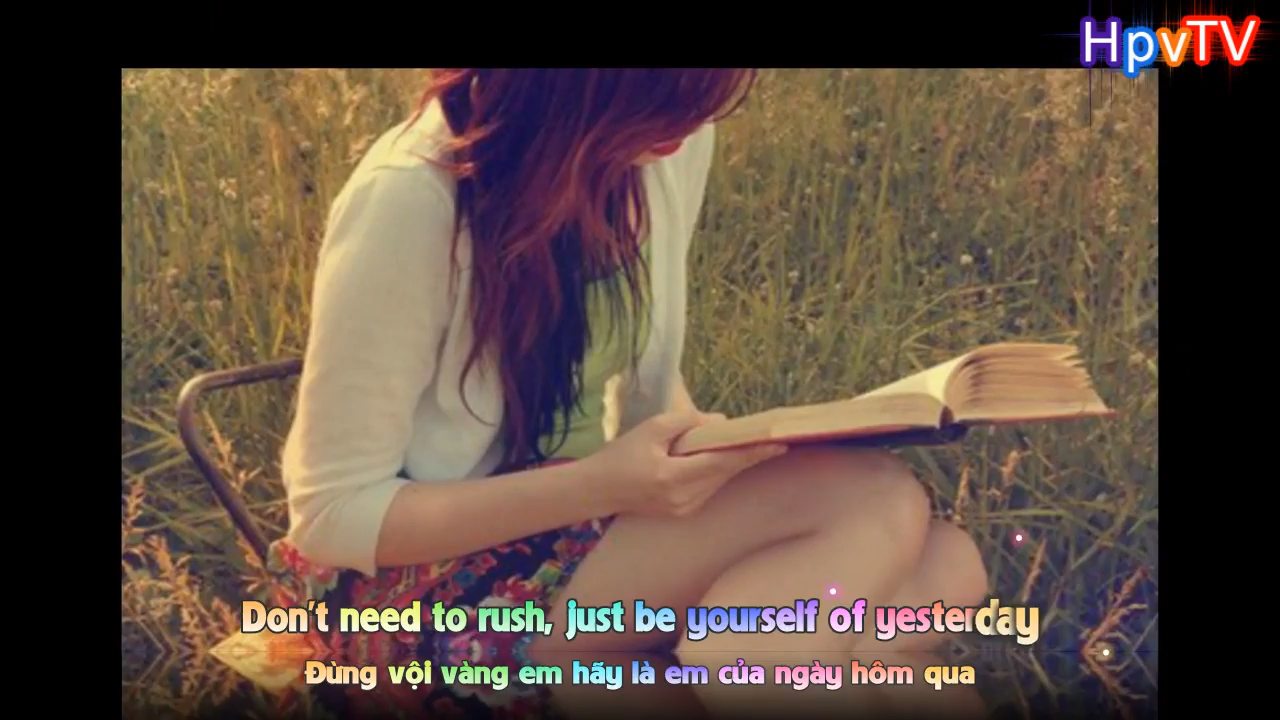 HpvTV
Don't need to rush, just be yourself of yesterday
Đừng vội vàng em hãy là em của ngày hôm qua